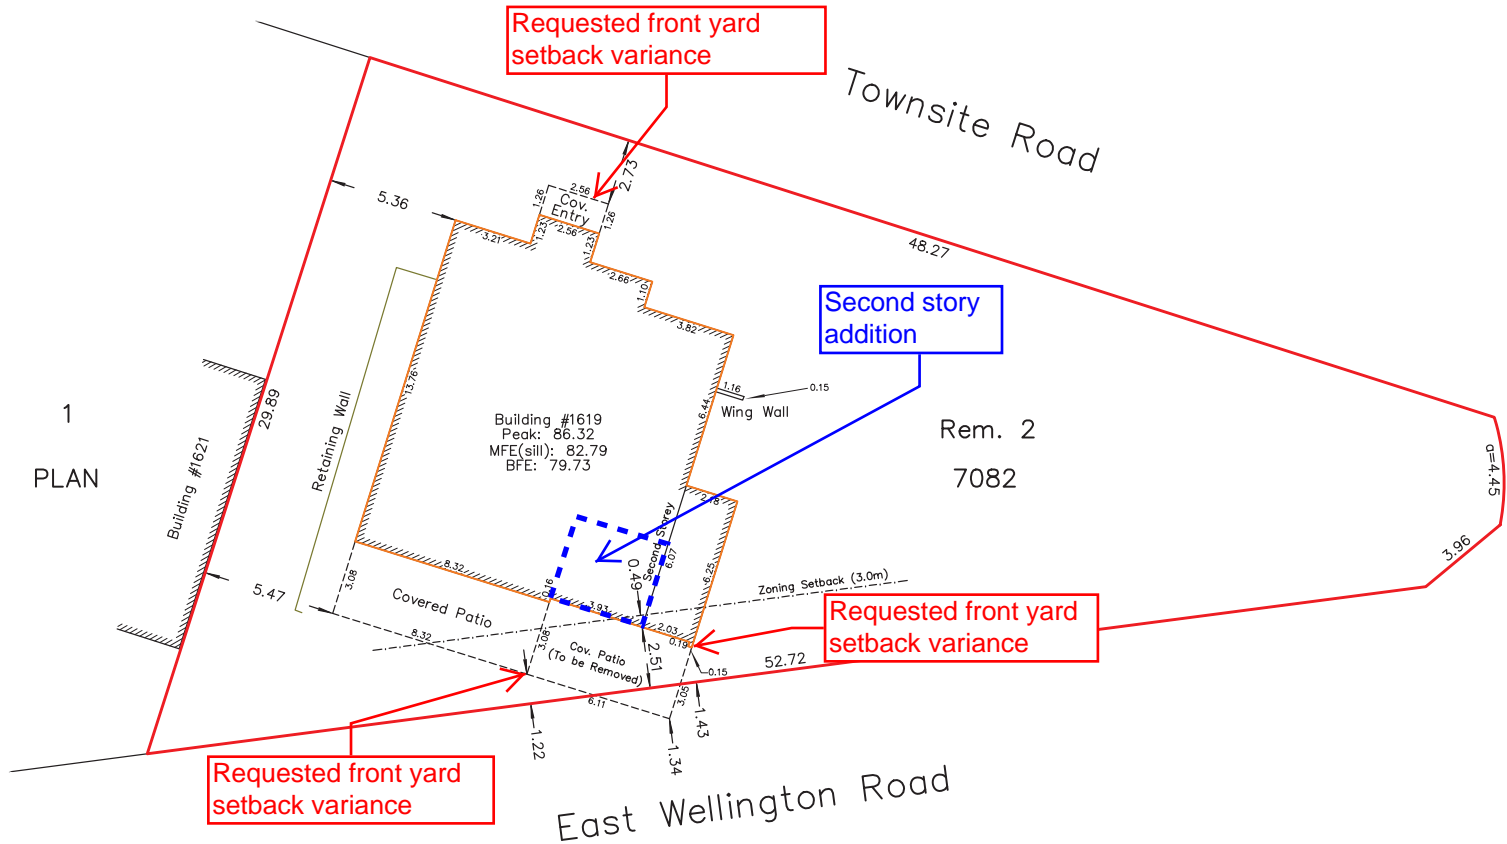 Requested front yard
setback variance
Townsite Road
2.73
5.36
2.56
1.26
Cov.
Entry
1.26
3.21
1.23
2.56
1.23
48.27
2.66
1.10
Second story
addition
3.82
13.76
1.16
0.15
Wing Wall
6.44
29.89
1
PLAN
Building #1621
Retaining Wall
Building #1619
Peak: 86.32
MFE(sill): 82.79
BFE: 79.73
Rem. 2
7082
a=4.45
3.96
2.18
Second Storey
6.07
6.25
0.49
8.32
0.16
3.93
2.03
0.19
0.15
Zoning Setback (3.0m)
5.47
3.08
Covered Patio
8.32
3.08
Cov. Patio
(To be Removed)
2.51
Requested front yard
setback variance
52.72
3.05
6.11
1.43
1.22
1.34
Requested front yard
setback variance
East Wellington Road